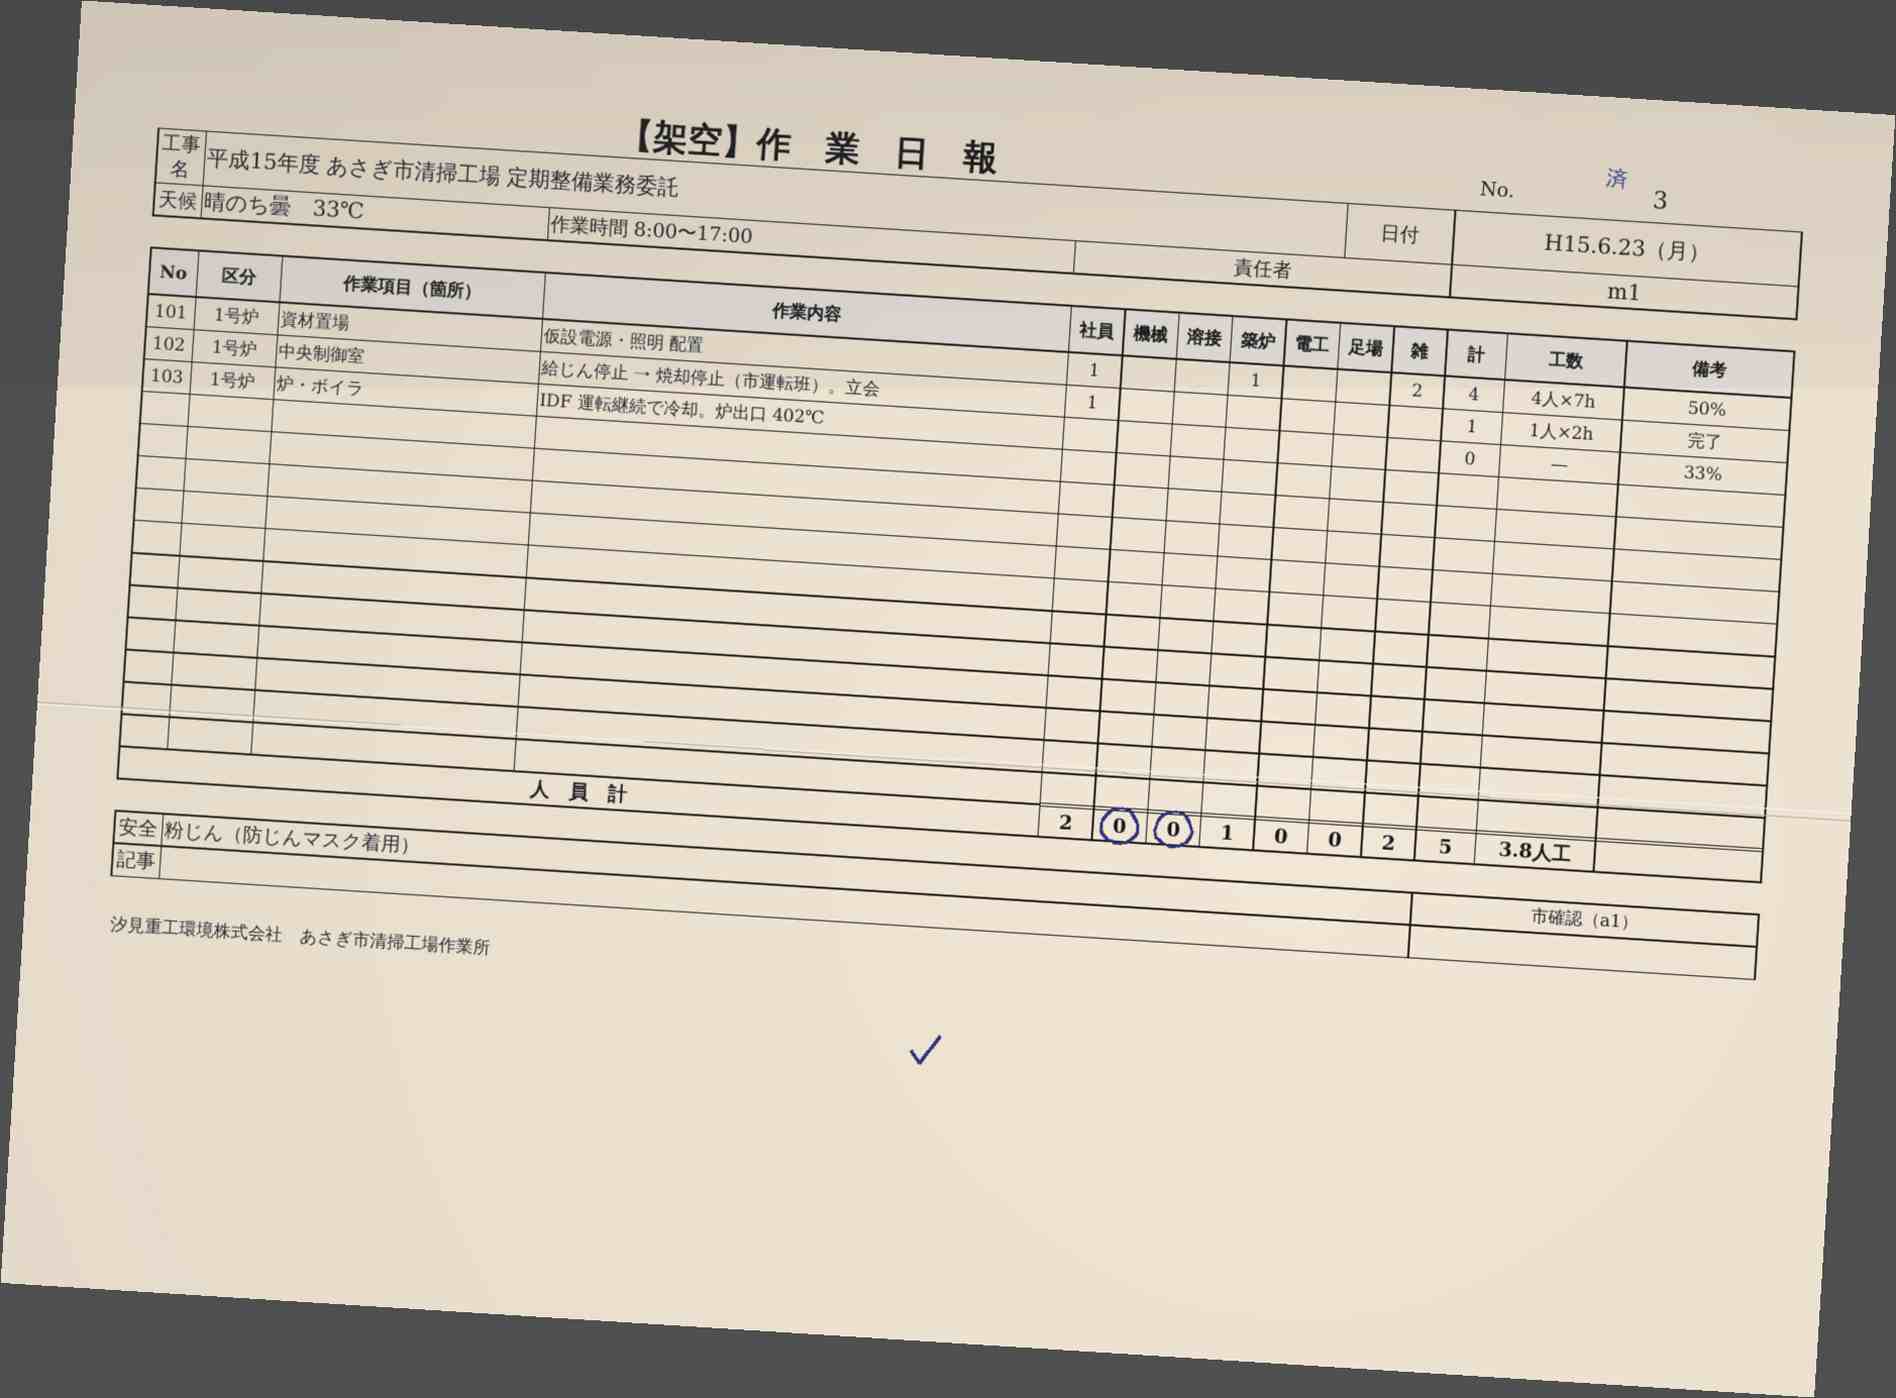 【架空】作 業 日 報
No. 済 3
工事名 平成15年度 あさぎ市清掃工場 定期整備業務委託 日付 H15.6.23（月）
天候 晴のち曇 33℃ 作業時間 8:00〜17:00 責任者 m1
No 区分 作業項目（箇所） 作業内容 社員 機械 溶接 築炉 電工 足場 雑 計 工数 備考
101 1号炉 資材置場 仮設電源・照明 配置 1 1 2 4 4人×7h 50%
102 1号炉 中央制御室 給じん停止 → 焼却停止（市運転班）。立会 1 1 1人×2h 完了
103 1号炉 炉・ボイラ IDF 運転継続で冷却。炉出口 402℃ 0 — 33%
人 員 計 2 0 0 1 0 0 2 5 3.8人工
安全 粉じん（防じんマスク着用） 市確認（a1）
記事
汐見重工環境株式会社 あさぎ市清掃工場作業所